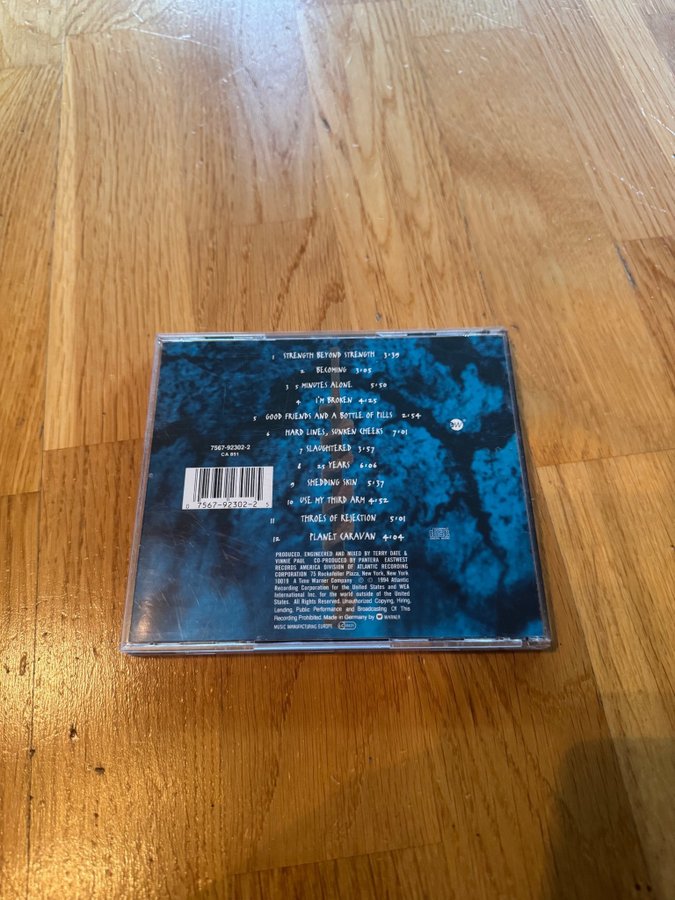 1 STRENGTH BEYOND STRENGTH 3:39
2 BECOMING 3:05
3 5 MINUTES ALONE 5:50
4 I'M BROKEN 4:25
5 GOOD FRIENDS AND A BOTTLE OF PILLS 2:54
6 HARD LINES, SUNKEN CHEEKS 7:01
7 SLAUGHTERED 3:57
8 25 YEARS 6:06
9 SHEDDING SKIN 5:37
10 USE MY THIRD ARM 4:52
11 THROES OF REJECTION 5:01
12 PLANET CARAVAN 4:04
ew
7567-92302-2
CA 851
0 7567-92302-2 5
PRODUCED, ENGINEERED AND MIXED BY TERRY DATE &
VINNIE PAUL CO-PRODUCED BY PANTERA EASTWEST
RECORDS AMERICA DIVISION OF ATLANTIC RECORDING
CORPORATION 75 Rockefeller Plaza, New York, New York
10019 A Time Warner Company ℗ © 1994 Atlantic
Recording Corporation for the United States and WEA
International Inc. for the world outside of the United
States. All Rights Reserved. Unauthorized Copying, Hiring,
Lending, Public Performance and Broadcasting Of This
Recording Prohibited. Made in Germany by WARNER
MUSIC MANUFACTURING EUROPE